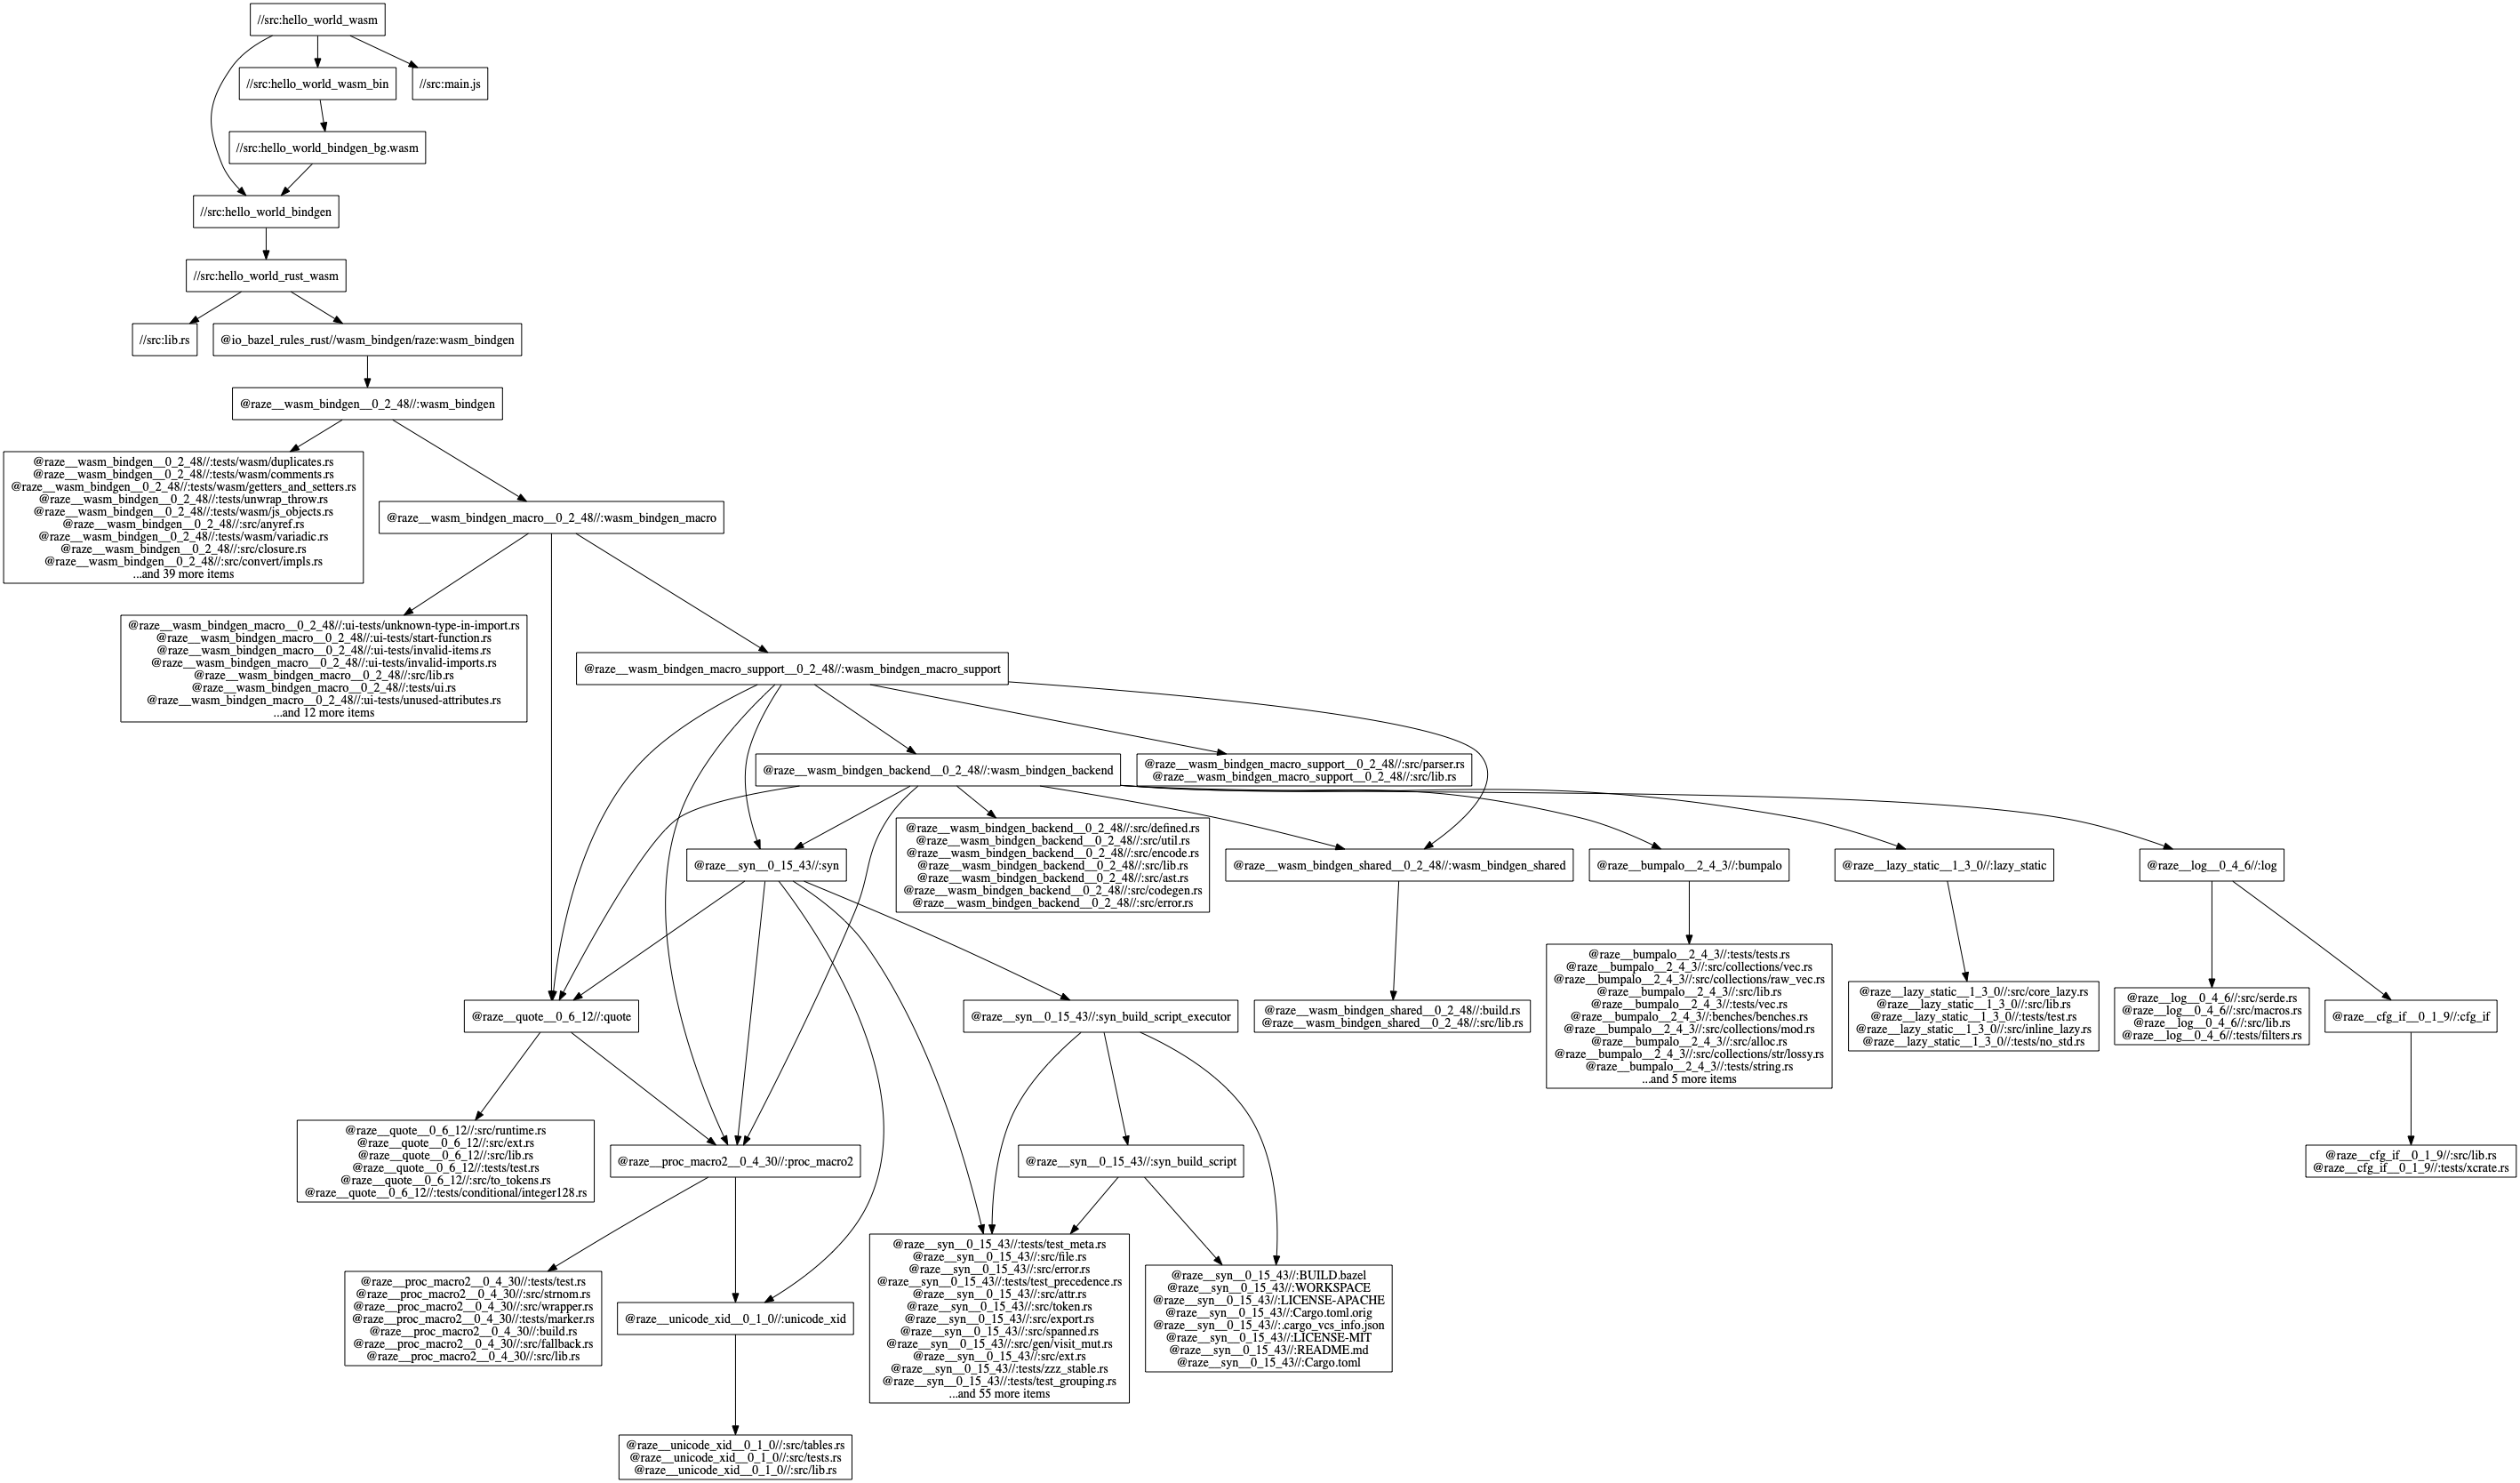 //src:hello_world_wasm
//src:hello_world_wasm_bin
//src:main.js
//src:hello_world_bindgen_bg.wasm
//src:hello_world_bindgen
//src:hello_world_rust_wasm
//src:lib.rs
@io_bazel_rules_rust//wasm_bindgen/raze:wasm_bindgen
@raze__wasm_bindgen__0_2_48//:wasm_bindgen
@raze__wasm_bindgen__0_2_48//:tests/wasm/duplicates.rs
@raze__wasm_bindgen__0_2_48//:tests/wasm/comments.rs
@raze__wasm_bindgen__0_2_48//:tests/wasm/getters_and_setters.rs
@raze__wasm_bindgen__0_2_48//:tests/unwrap_throw.rs
@raze__wasm_bindgen__0_2_48//:tests/wasm/js_objects.rs
@raze__wasm_bindgen__0_2_48//:src/anyref.rs
@raze__wasm_bindgen__0_2_48//:tests/wasm/variadic.rs
@raze__wasm_bindgen__0_2_48//:src/closure.rs
@raze__wasm_bindgen__0_2_48//:src/convert/impls.rs
...and 39 more items
@raze__wasm_bindgen_macro__0_2_48//:wasm_bindgen_macro
@raze__wasm_bindgen_macro__0_2_48//:ui-tests/unknown-type-in-import.rs
@raze__wasm_bindgen_macro__0_2_48//:ui-tests/start-function.rs
@raze__wasm_bindgen_macro__0_2_48//:ui-tests/invalid-items.rs
@raze__wasm_bindgen_macro__0_2_48//:ui-tests/invalid-imports.rs
@raze__wasm_bindgen_macro__0_2_48//:src/lib.rs
@raze__wasm_bindgen_macro__0_2_48//:tests/ui.rs
@raze__wasm_bindgen_macro__0_2_48//:ui-tests/unused-attributes.rs
...and 12 more items
@raze__wasm_bindgen_macro_support__0_2_48//:wasm_bindgen_macro_support
@raze__wasm_bindgen_backend__0_2_48//:wasm_bindgen_backend
@raze__wasm_bindgen_macro_support__0_2_48//:src/parser.rs
@raze__wasm_bindgen_macro_support__0_2_48//:src/lib.rs
@raze__syn__0_15_43//:syn
@raze__wasm_bindgen_backend__0_2_48//:src/defined.rs
@raze__wasm_bindgen_backend__0_2_48//:src/util.rs
@raze__wasm_bindgen_backend__0_2_48//:src/encode.rs
@raze__wasm_bindgen_backend__0_2_48//:src/lib.rs
@raze__wasm_bindgen_backend__0_2_48//:src/ast.rs
@raze__wasm_bindgen_backend__0_2_48//:src/codegen.rs
@raze__wasm_bindgen_backend__0_2_48//:src/error.rs
@raze__wasm_bindgen_shared__0_2_48//:wasm_bindgen_shared
@raze__bumpalo__2_4_3//:bumpalo
@raze__lazy_static__1_3_0//:lazy_static
@raze__log__0_4_6//:log
@raze__quote__0_6_12//:quote
@raze__syn__0_15_43//:syn_build_script_executor
@raze__wasm_bindgen_shared__0_2_48//:build.rs
@raze__wasm_bindgen_shared__0_2_48//:src/lib.rs
@raze__bumpalo__2_4_3//:tests/tests.rs
@raze__bumpalo__2_4_3//:src/collections/vec.rs
@raze__bumpalo__2_4_3//:src/collections/raw_vec.rs
@raze__bumpalo__2_4_3//:src/lib.rs
@raze__bumpalo__2_4_3//:tests/vec.rs
@raze__bumpalo__2_4_3//:benches/benches.rs
@raze__bumpalo__2_4_3//:src/collections/mod.rs
@raze__bumpalo__2_4_3//:src/alloc.rs
@raze__bumpalo__2_4_3//:src/collections/str/lossy.rs
@raze__bumpalo__2_4_3//:tests/string.rs
...and 5 more items
@raze__lazy_static__1_3_0//:src/core_lazy.rs
@raze__lazy_static__1_3_0//:src/lib.rs
@raze__lazy_static__1_3_0//:tests/test.rs
@raze__lazy_static__1_3_0//:src/inline_lazy.rs
@raze__lazy_static__1_3_0//:tests/no_std.rs
@raze__log__0_4_6//:src/serde.rs
@raze__log__0_4_6//:src/macros.rs
@raze__log__0_4_6//:src/lib.rs
@raze__log__0_4_6//:tests/filters.rs
@raze__cfg_if__0_1_9//:cfg_if
@raze__quote__0_6_12//:src/runtime.rs
@raze__quote__0_6_12//:src/ext.rs
@raze__quote__0_6_12//:src/lib.rs
@raze__quote__0_6_12//:tests/test.rs
@raze__quote__0_6_12//:src/to_tokens.rs
@raze__quote__0_6_12//:tests/conditional/integer128.rs
@raze__proc_macro2__0_4_30//:proc_macro2
@raze__syn__0_15_43//:syn_build_script
@raze__cfg_if__0_1_9//:src/lib.rs
@raze__cfg_if__0_1_9//:tests/xcrate.rs
@raze__proc_macro2__0_4_30//:tests/test.rs
@raze__proc_macro2__0_4_30//:src/strnom.rs
@raze__proc_macro2__0_4_30//:src/wrapper.rs
@raze__proc_macro2__0_4_30//:tests/marker.rs
@raze__proc_macro2__0_4_30//:build.rs
@raze__proc_macro2__0_4_30//:src/fallback.rs
@raze__proc_macro2__0_4_30//:src/lib.rs
@raze__unicode_xid__0_1_0//:unicode_xid
@raze__syn__0_15_43//:tests/test_meta.rs
@raze__syn__0_15_43//:src/file.rs
@raze__syn__0_15_43//:src/error.rs
@raze__syn__0_15_43//:tests/test_precedence.rs
@raze__syn__0_15_43//:src/attr.rs
@raze__syn__0_15_43//:src/token.rs
@raze__syn__0_15_43//:src/export.rs
@raze__syn__0_15_43//:src/spanned.rs
@raze__syn__0_15_43//:src/gen/visit_mut.rs
@raze__syn__0_15_43//:src/ext.rs
@raze__syn__0_15_43//:tests/zzz_stable.rs
@raze__syn__0_15_43//:tests/test_grouping.rs
...and 55 more items
@raze__syn__0_15_43//:BUILD.bazel
@raze__syn__0_15_43//:WORKSPACE
@raze__syn__0_15_43//:LICENSE-APACHE
@raze__syn__0_15_43//:Cargo.toml.orig
@raze__syn__0_15_43//:.cargo_vcs_info.json
@raze__syn__0_15_43//:LICENSE-MIT
@raze__syn__0_15_43//:README.md
@raze__syn__0_15_43//:Cargo.toml
@raze__unicode_xid__0_1_0//:src/tables.rs
@raze__unicode_xid__0_1_0//:src/tests.rs
@raze__unicode_xid__0_1_0//:src/lib.rs